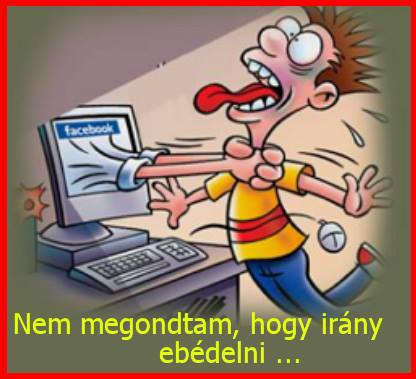 facebook
Nem megondtam, hogy irány
ebédelni ...